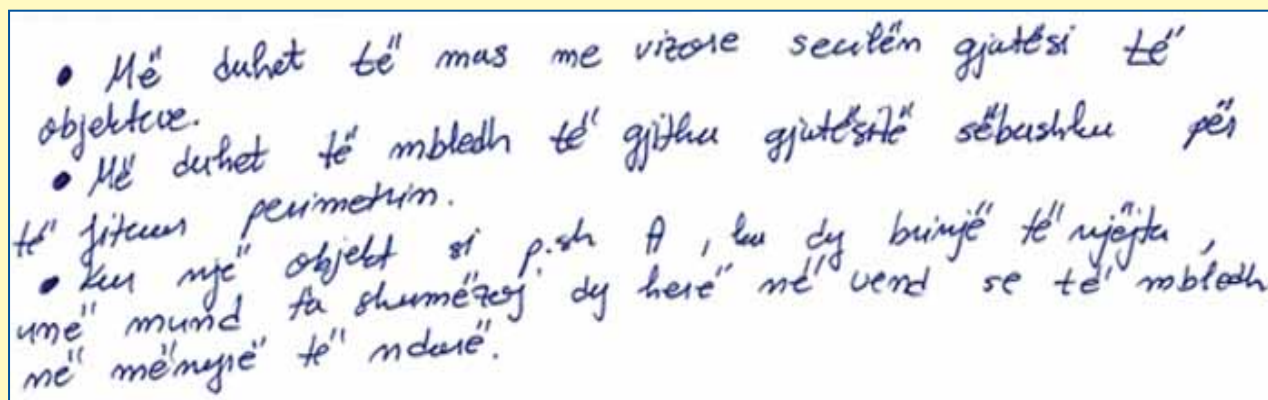 • Më duhet të mas me vizore secilën gjatësi të
objekteve.
• Më duhet të mbledh të gjitha gjatësitë sëbashku për
të fituar perimetrin.
• Kur një objekt si p.sh A, ka dy brinjë të njëjta,
unë mund ta shumëzoj dy herë në vend se të mbledh
në mënyrë të ndarë.